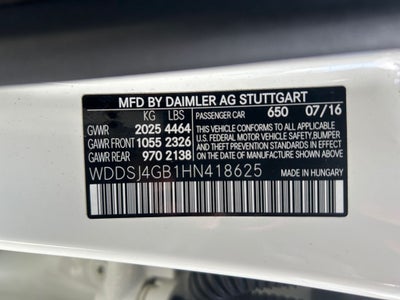 MFD BY DAIMLER AG STUTTGART
KG LBS PASSENGER CAR 650 07/16
GVWR 2025 4464 THIS VEHICLE CONFORMS TO ALL APPLICABLE
GAWR FRONT 1055 2326 U.S. FEDERAL MOTOR VEHICLE SAFETY, BUMPER
GAWR REAR 970 2138 AND THEFT PREVENTION STANDARDS IN EFFECT
ON THE DATE OF MANUFACTURE SHOWN ABOVE.
WDDSJ4GB1HN418625 MADE IN HUNGARY